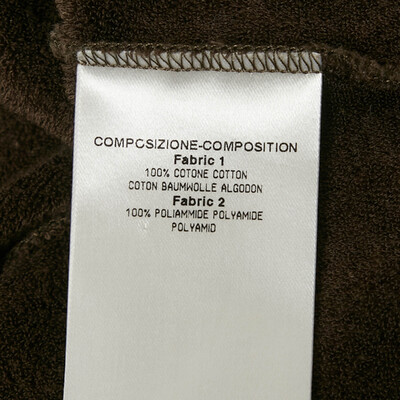 COMPOSIZIONE-COMPOSITION
Fabric 1
100% COTONE COTTON
COTON BAUMWOLLE ALGODON
Fabric 2
100% POLIAMMIDE POLYAMIDE
POLYAMID